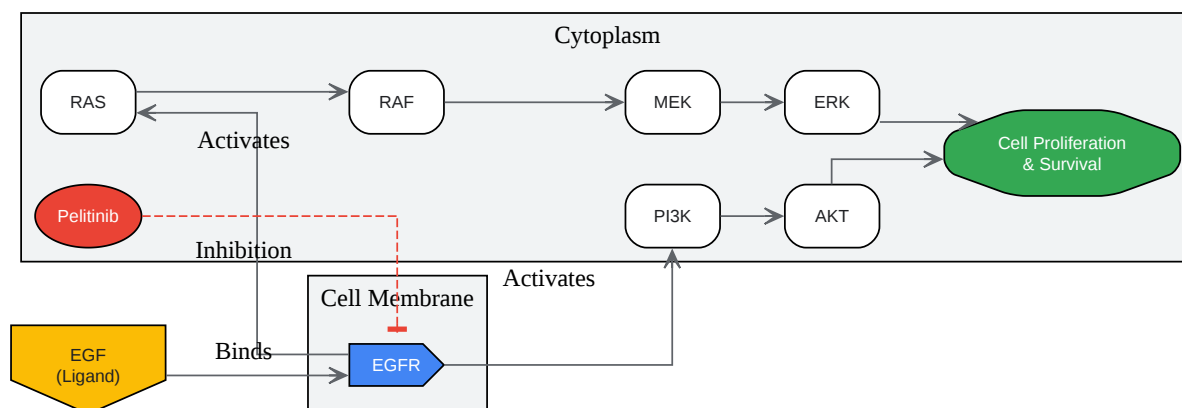 Cytoplasm
RAS
RAF
MEK
ERK
Activates
Cell Proliferation
& Survival
Pelitinib
PI3K
AKT
Inhibition
Activates
Cell Membrane
EGF
(Ligand)
Binds
EGFR